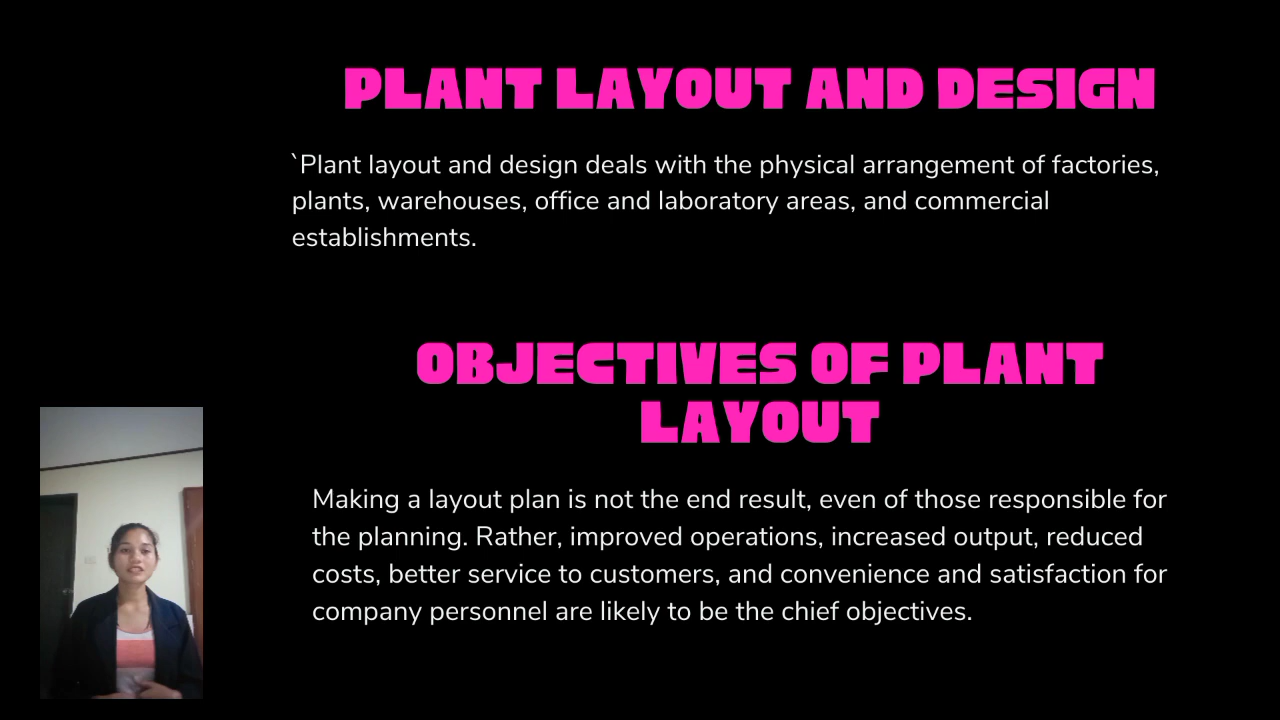 PLANT LAYOUT AND DESIGN
`Plant layout and design deals with the physical arrangement of factories,
plants, warehouses, office and laboratory areas, and commercial
establishments.
OBJECTIVES OF PLANT
LAYOUT
Making a layout plan is not the end result, even of those responsible for
the planning. Rather, improved operations, increased output, reduced
costs, better service to customers, and convenience and satisfaction for
company personnel are likely to be the chief objectives.